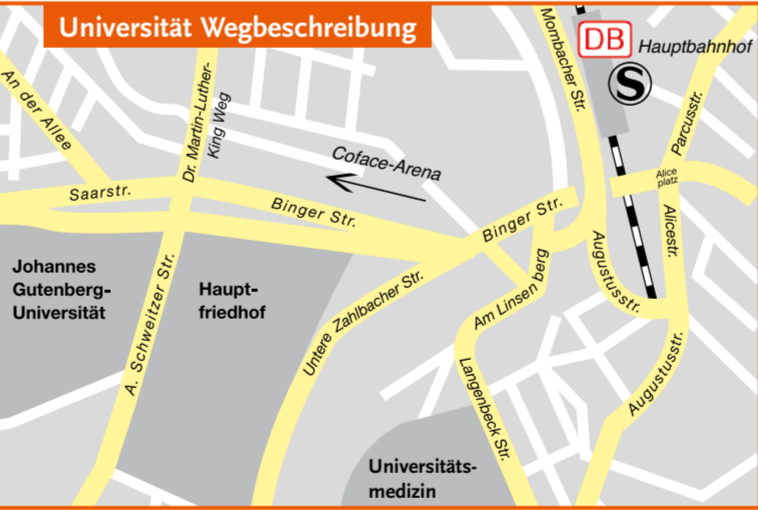 Universität Wegbeschreibung
DB
Hauptbahnhof
S
Mombacher Str.
Parcusstr.
An der Allee
Dr. Martin-Luther-
King Weg
Coface-Arena
Alice
platz
Saarstr.
Binger Str.
Binger Str.
Alicestr.
Augustusstr.
Johannes
Gutenberg-
Universität
Haupt-
friedhof
A. Schweitzer Str.
Untere Zahlbacher Str.
Am Linsen berg
Langenbeck Str.
Augustusstr.
Universitäts-
medizin